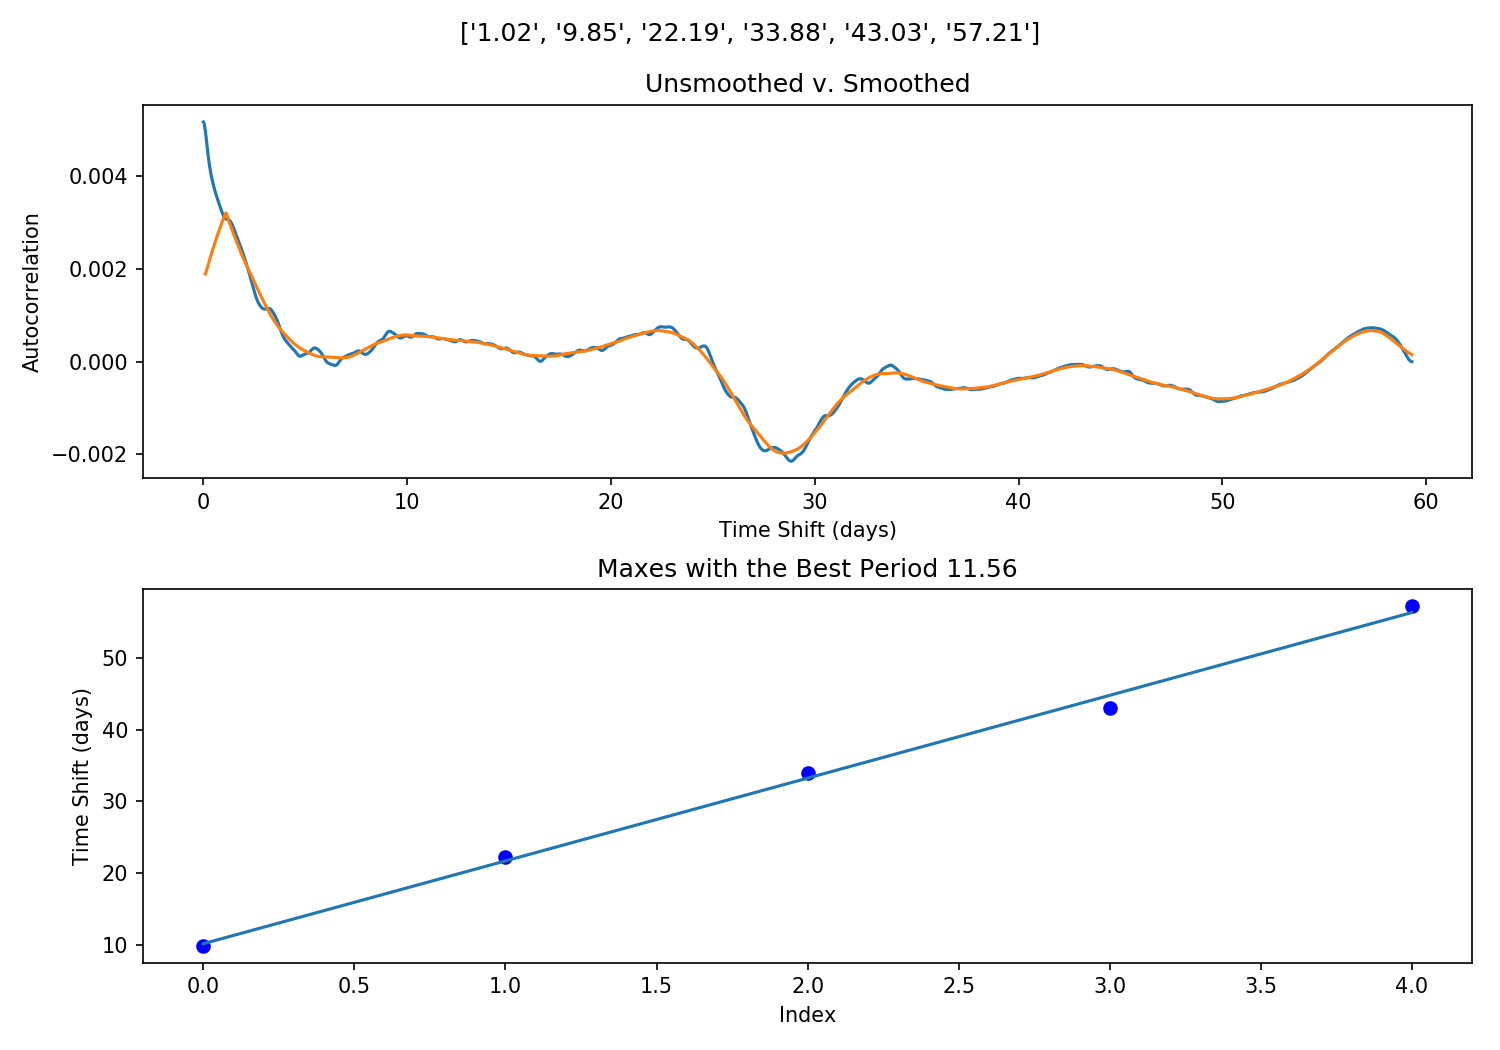 ['1.02', '9.85', '22.19', '33.88', '43.03', '57.21']
Unsmoothed v. Smoothed
Autocorrelation
0.004
0.002
0.000
−0.002
0 10 20 30 40 50 60
Time Shift (days)
Maxes with the Best Period 11.56
Time Shift (days)
50
40
30
20
10
0.0 0.5 1.0 1.5 2.0 2.5 3.0 3.5 4.0
Index